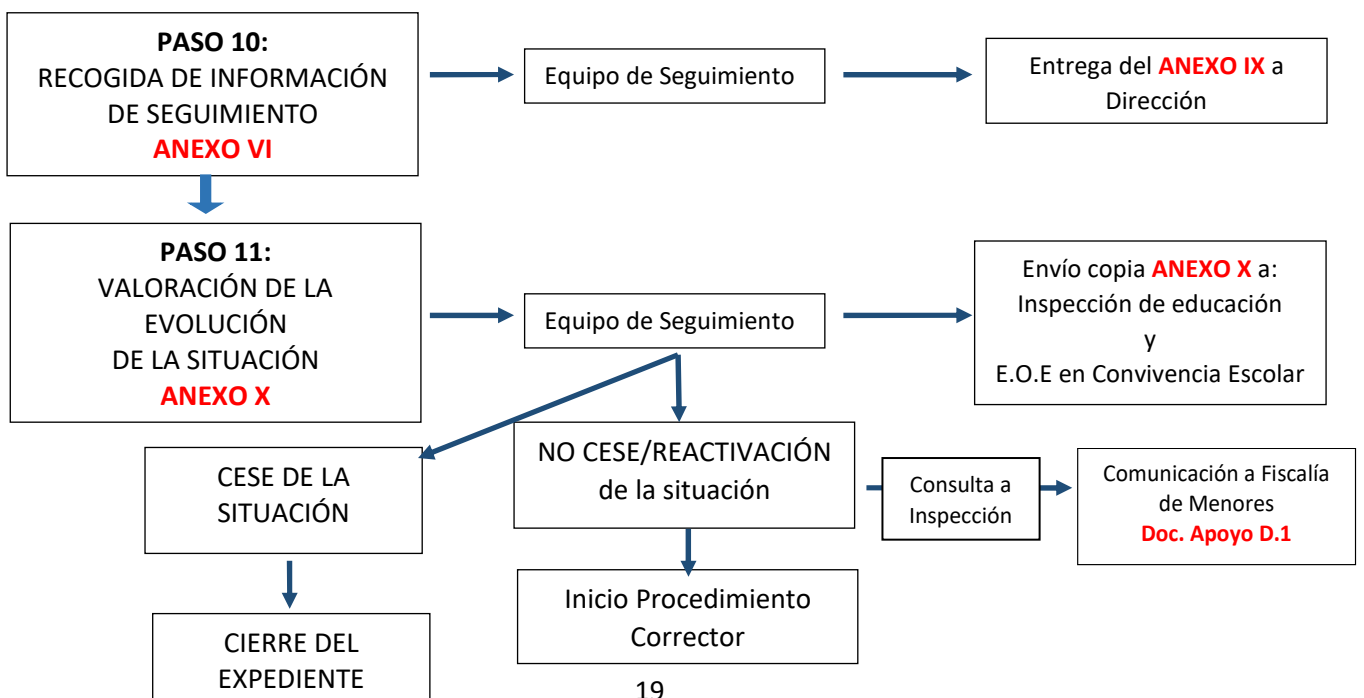 PASO 10:
RECOGIDA DE INFORMACIÓN
DE SEGUIMIENTO
ANEXO VI
Equipo de Seguimiento
Entrega del ANEXO IX a
Dirección
PASO 11:
VALORACIÓN DE LA
EVOLUCIÓN
DE LA SITUACIÓN
ANEXO X
Equipo de Seguimiento
Envío copia ANEXO X a:
Inspección de educación
y
E.O.E en Convivencia Escolar
CESE DE LA
SITUACIÓN
NO CESE/REACTIVACIÓN
de la situación
Consulta a
Inspección
Comunicación a Fiscalía
de Menores
Doc. Apoyo D.1
CIERRE DEL
EXPEDIENTE
Inicio Procedimiento
Corrector
19